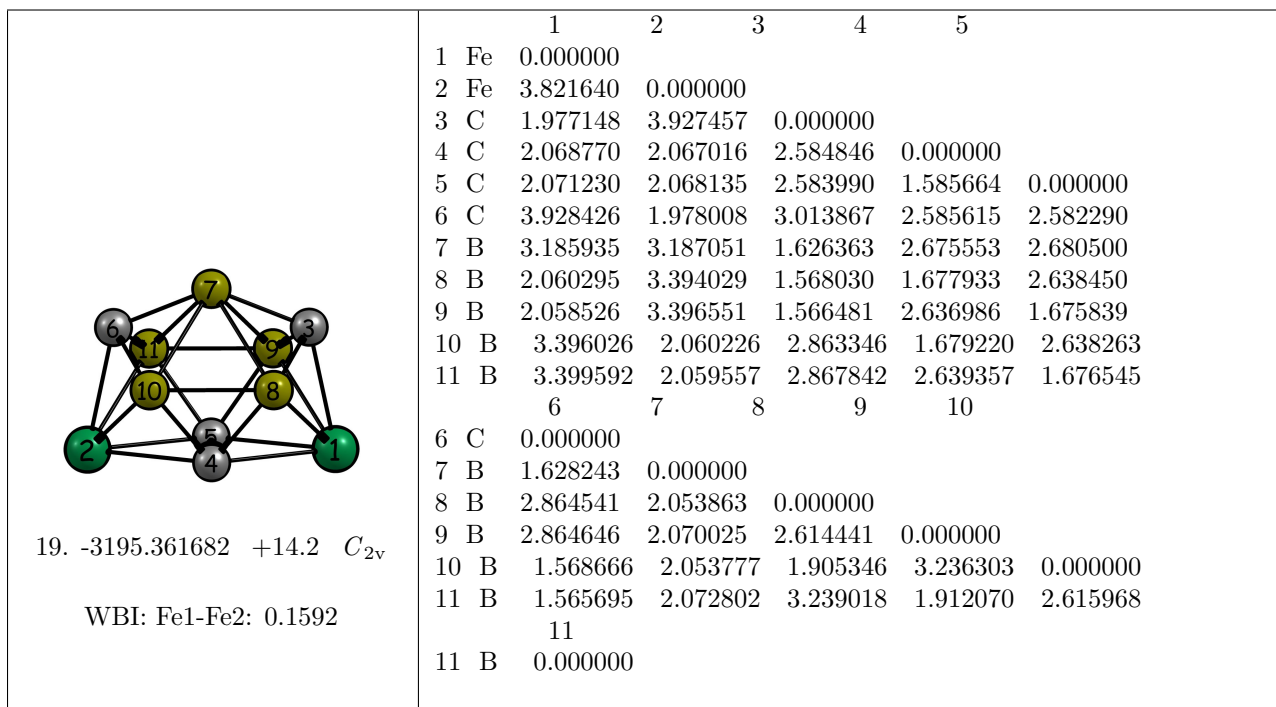 7
6
3
11
9
10
8
5
2
4
1
19. -3195.361682 +14.2 C2v
WBI: Fe1-Fe2: 0.1592
1 2 3 4 5
1 Fe 0.000000
2 Fe 3.821640 0.000000
3 C 1.977148 3.927457 0.000000
4 C 2.068770 2.067016 2.584846 0.000000
5 C 2.071230 2.068135 2.583990 1.585664 0.000000
6 C 3.928426 1.978008 3.013867 2.585615 2.582290
7 B 3.185935 3.187051 1.626363 2.675553 2.680500
8 B 2.060295 3.394029 1.568030 1.677933 2.638450
9 B 2.058526 3.396551 1.566481 2.636986 1.675839
10 B 3.396026 2.060226 2.863346 1.679220 2.638263
11 B 3.399592 2.059557 2.867842 2.639357 1.676545
6 7 8 9 10
6 C 0.000000
7 B 1.628243 0.000000
8 B 2.864541 2.053863 0.000000
9 B 2.864646 2.070025 2.614441 0.000000
10 B 1.568666 2.053777 1.905346 3.236303 0.000000
11 B 1.565695 2.072802 3.239018 1.912070 2.615968
11
11 B 0.000000